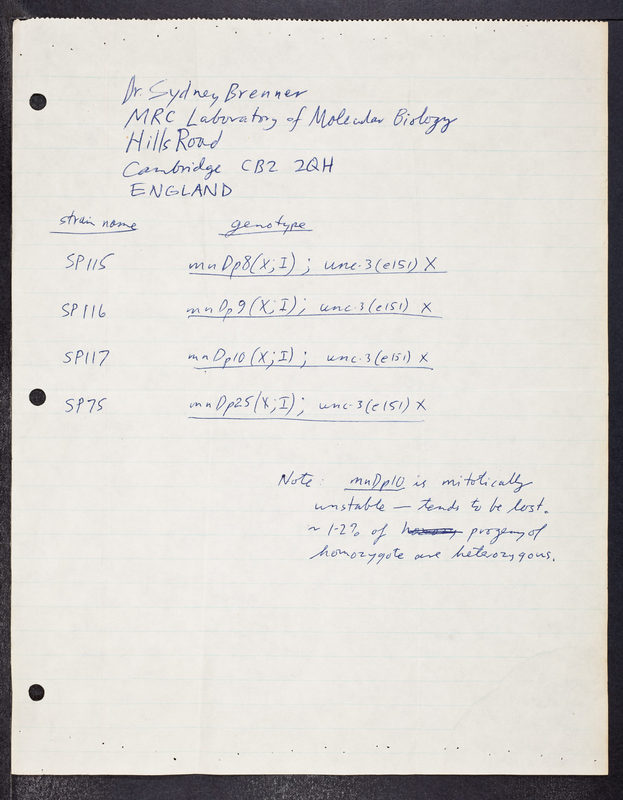 Dr. Sydney Brenner
MRC Laboratory of Molecular Biology
Hills Road
Cambridge CB2 2QH
ENGLAND
strain name genotype
SP115 mnDp8(X;I); unc-3(e151) X
SP116 mnDp9(X;I); unc-3(e151) X
SP117 mnDp10(X;I); unc-3(e151) X
SP75 mnDp25(X;I); unc-3(e151) X
Note: mnDp10 is mitotically
unstable — tends to be lost.
~ 1-2% of progeny of
homozygote are heterozygous.